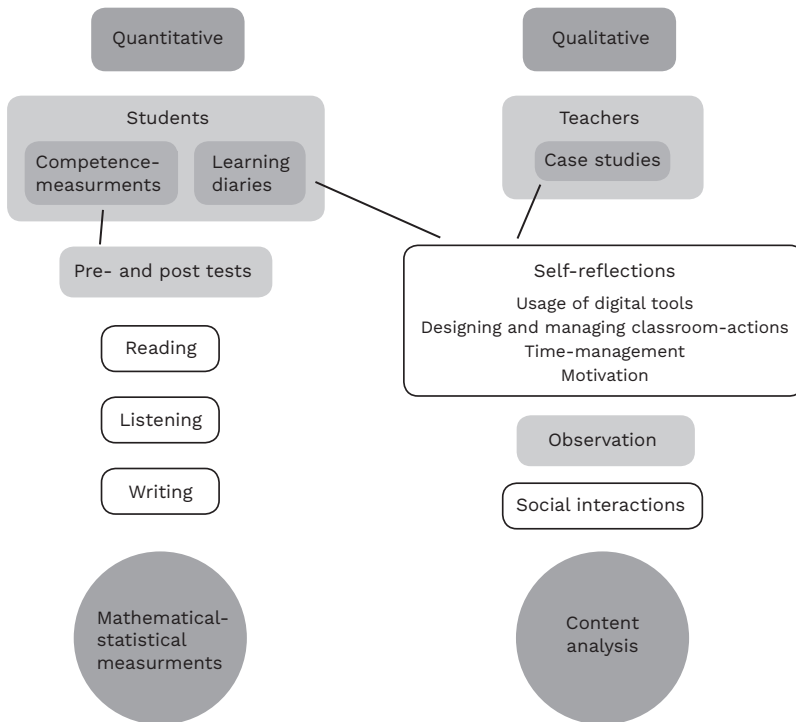 Quantitative
Qualitative
Students
Competence-
measurments
Learning
diaries
Teachers
Case studies
Pre- and post tests
Reading
Listening
Writing
Self-reflections
Usage of digital tools
Designing and managing classroom-actions
Time-management
Motivation
Observation
Social interactions
Mathematical-
statistical
measurments
Content
analysis